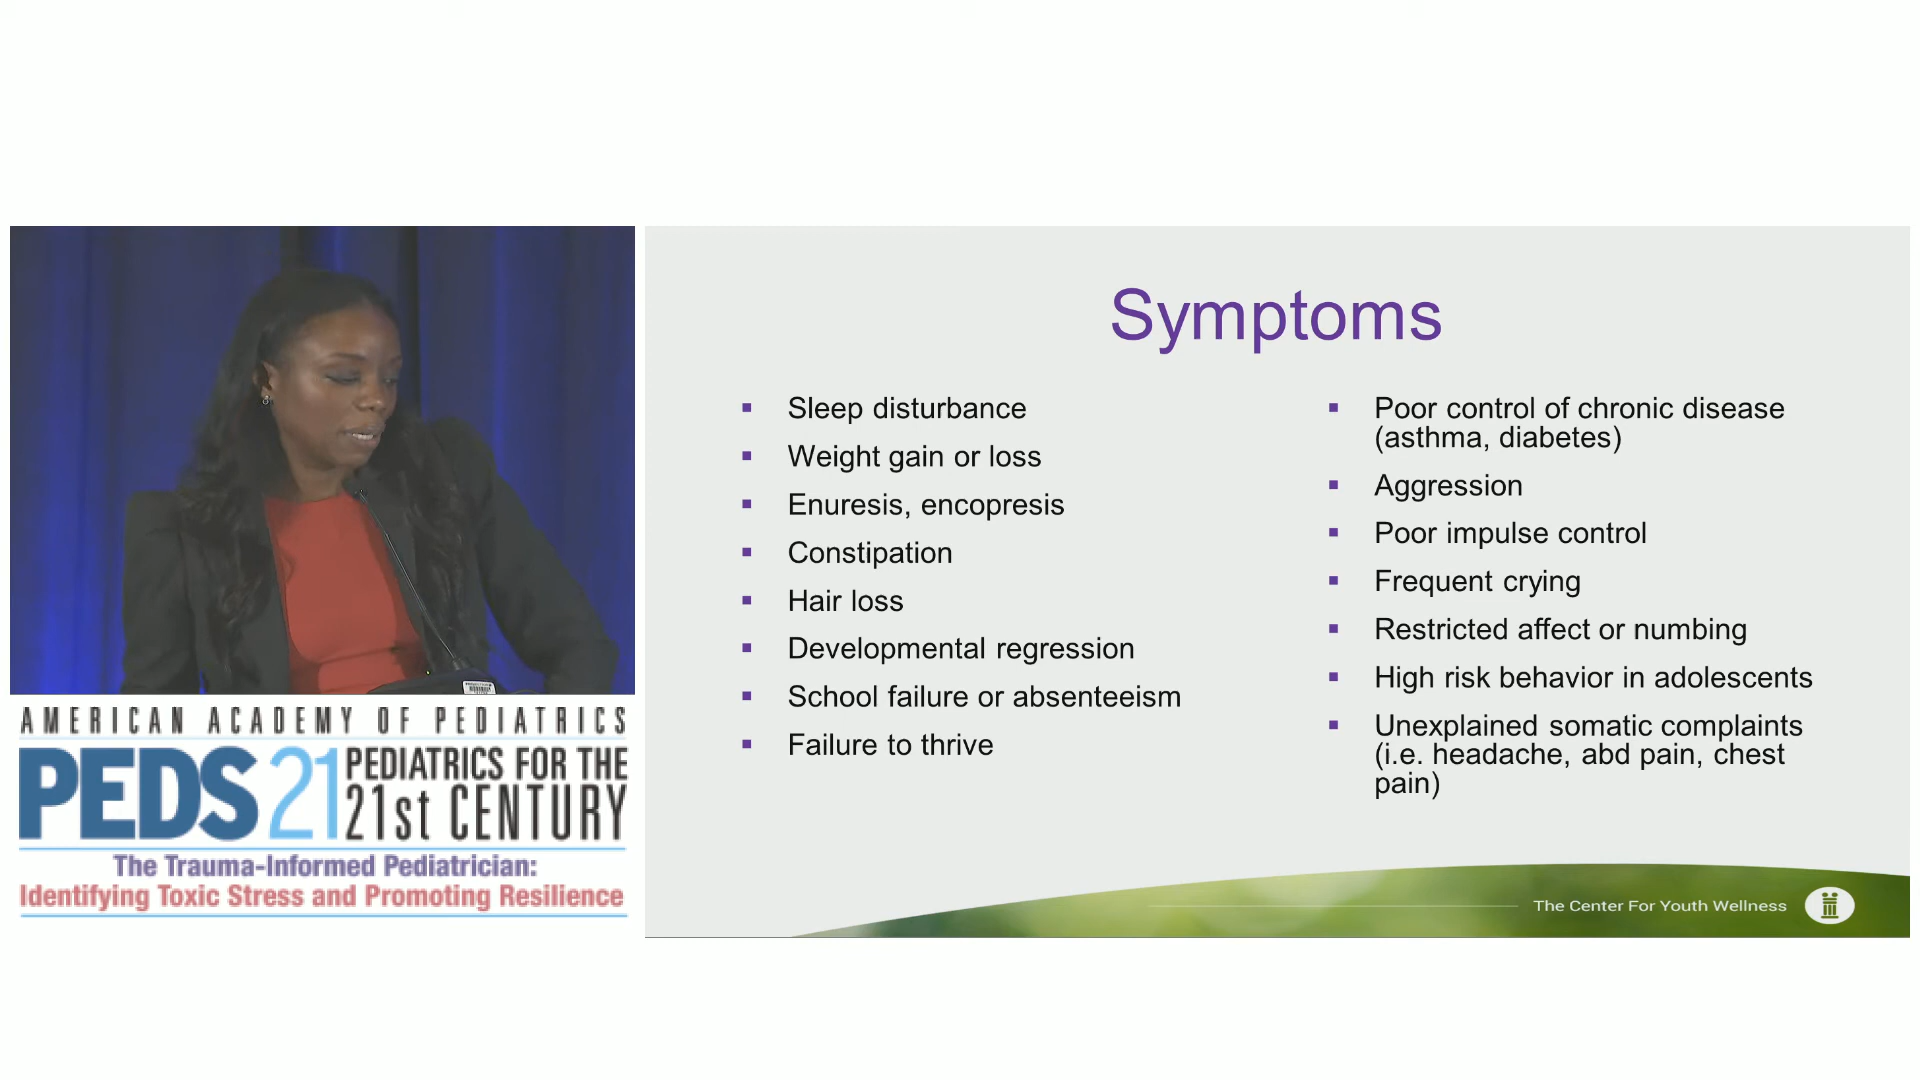 Symptoms
Sleep disturbance
Weight gain or loss
Enuresis, encopresis
Constipation
Hair loss
Developmental regression
School failure or absenteeism
Failure to thrive
Poor control of chronic disease
(asthma, diabetes)
Aggression
Poor impulse control
Frequent crying
Restricted affect or numbing
High risk behavior in adolescents
Unexplained somatic complaints
(i.e. headache, abd pain, chest
pain)
The Center For Youth Wellness
AMERICAN ACADEMY OF PEDIATRICS
PEDS 21 PEDIATRICS FOR THE
21st CENTURY
The Trauma-Informed Pediatrician:
Identifying Toxic Stress and Promoting Resilience